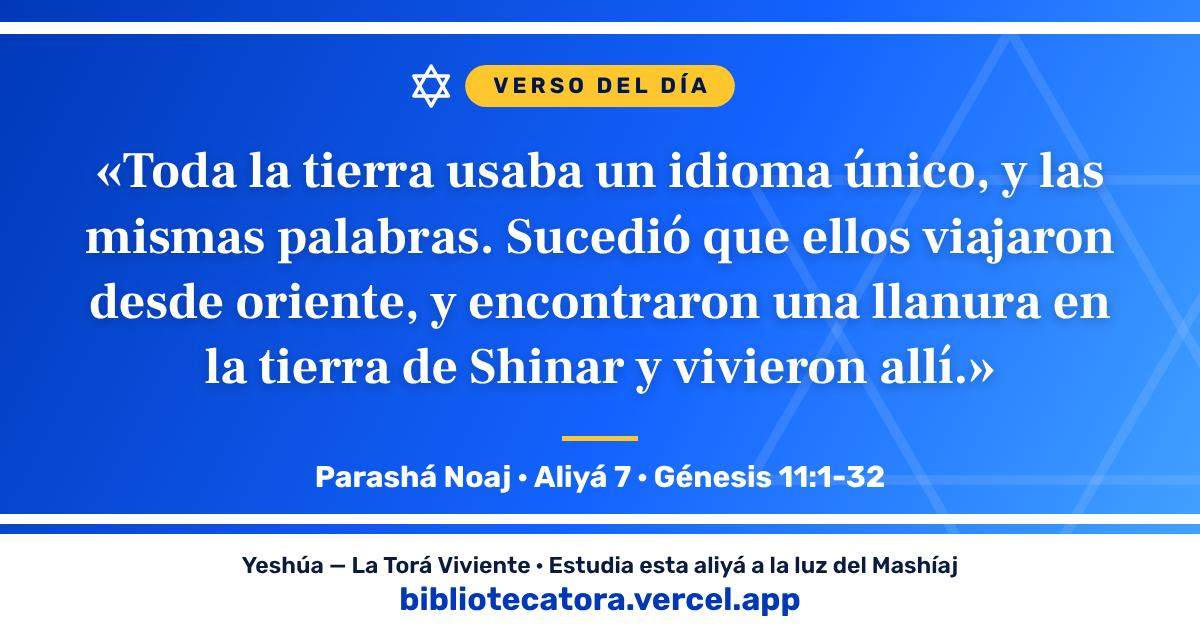 VERSO DEL DÍA
«Toda la tierra usaba un idioma único, y las
mismas palabras. Sucedió que ellos viajaron
desde oriente, y encontraron una llanura en
la tierra de Shinar y vivieron allí.»
Parashá Noaj • Aliyá 7 • Génesis 11:1-32
Yeshúa — La Torá Viviente • Estudia esta aliyá a la luz del Mashíaj
bibliotecatora.vercel.app